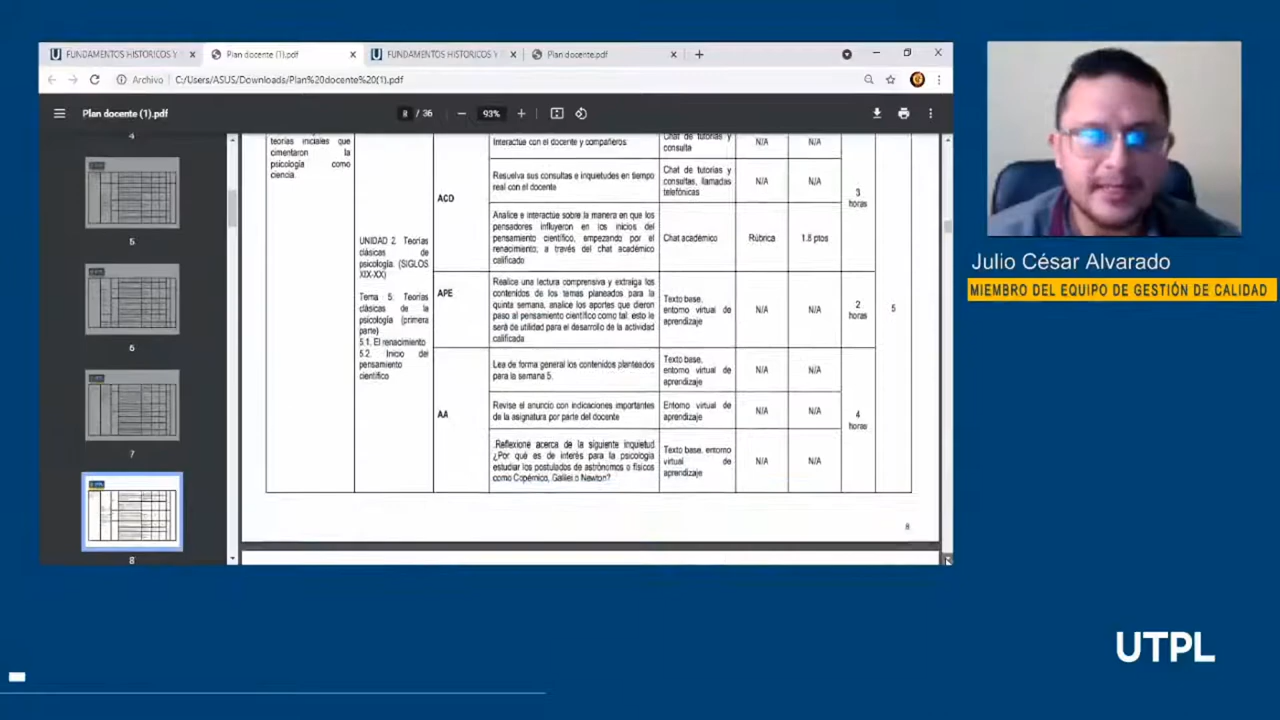 FUNDAMENTOS HISTORICOS Y
Plan docente (1).pdf
FUNDAMENTOS HISTORICOS Y
Plan docente.pdf
Archivo
C:/Users/ASUS/Downloads/Plan%20docente%20(1).pdf
Plan docente (1).pdf
8 / 36
93%
4
5
6
7
8
teorías iniciales que
cimentaron la
psicología como
ciencia.
UNIDAD 2. Teorías
clásicas de
psicología. (SIGLOS
XIX-XX)
Tema 5. Teorías
clásicas de la
psicología (primera
parte)
5.1. El renacimiento
5.2. Inicio del
pensamiento
científico
ACD
Interactúe con el docente y compañeros.
Chat de tutorías y
consulta
N/A
N/A
Resuelva sus consultas e inquietudes en tiempo
real con el docente
Chat de tutorías y
consultas, llamadas
telefónicas
N/A
N/A
Analice e interactúe sobre la manera en que los
pensadores influyeron en los inicios del
pensamiento científico, empezando por el
renacimiento; a través del chat académico
calificado
Chat académico
Rúbrica
1.8 ptos
3
horas
APE
Realice una lectura comprensiva y extraiga los
contenidos de los temas planeados para la
quinta semana, analice los aportes que dieron
paso al pensamiento científico como tal; esto le
será de utilidad para el desarrollo de la actividad
calificada
Texto base,
entorno virtual de
aprendizaje
N/A
N/A
2
horas
5
AA
Lea de forma general los contenidos planteados
para la semana 5.
Texto base,
entorno virtual de
aprendizaje
N/A
N/A
Revise el anuncio con indicaciones importantes
de la asignatura por parte del docente
Entorno virtual de
aprendizaje
N/A
N/A
.Reflexione acerca de la siguiente inquietud
¿Por qué es de interés para la psicología
estudiar los postulados de astrónomos o físicos
como Copérnico, Galileo o Newton?
Texto base, entorno
virtual de
aprendizaje
N/A
N/A
4
horas
8
Julio César Alvarado
MIEMBRO DEL EQUIPO DE GESTIÓN DE CALIDAD
UTPL